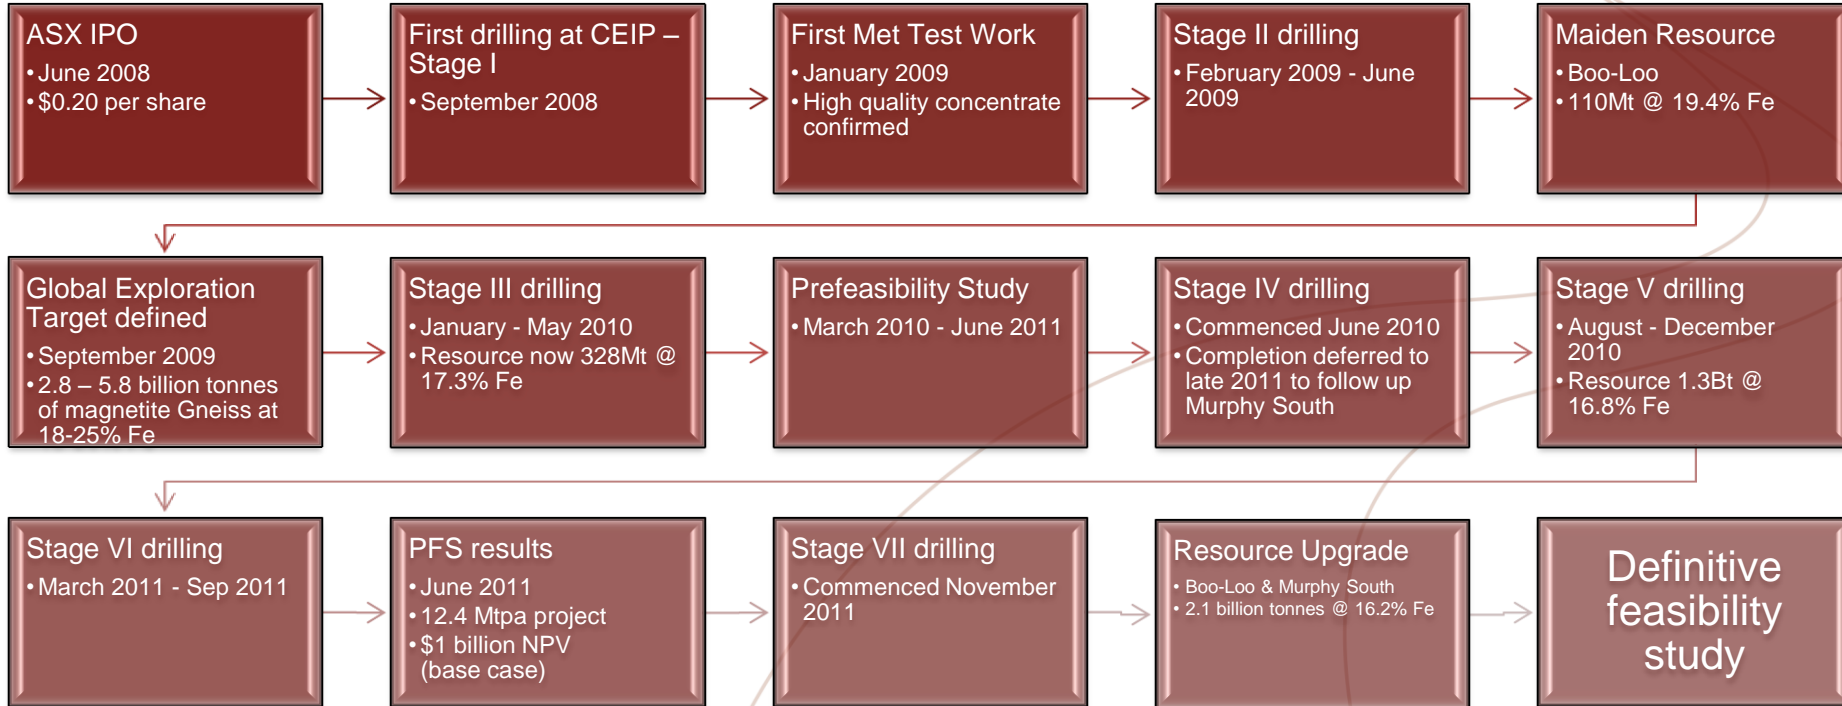 ASX IPO
• June 2008
• $0.20 per share
First drilling at CEIP –
Stage I
• September 2008
First Met Test Work
• January 2009
• High quality concentrate
confirmed
Stage II drilling
• February 2009 - June
2009
Maiden Resource
• Boo-Loo
• 110Mt @ 19.4% Fe
Global Exploration
Target defined
• September 2009
• 2.8 – 5.8 billion tonnes
of magnetite Gneiss at
18-25% Fe
Stage III drilling
• January - May 2010
• Resource now 328Mt @
17.3% Fe
Prefeasibility Study
• March 2010 - June 2011
Stage IV drilling
• Commenced June 2010
• Completion deferred to
late 2011 to follow up
Murphy South
Stage V drilling
• August - December
2010
• Resource 1.3Bt @
16.8% Fe
Stage VI drilling
• March 2011 - Sep 2011
PFS results
• June 2011
• 12.4 Mtpa project
• $1 billion NPV
(base case)
Stage VII drilling
• Commenced November
2011
Resource Upgrade
• Boo-Loo & Murphy South
• 2.1 billion tonnes @ 16.2% Fe
Definitive
feasibility
study